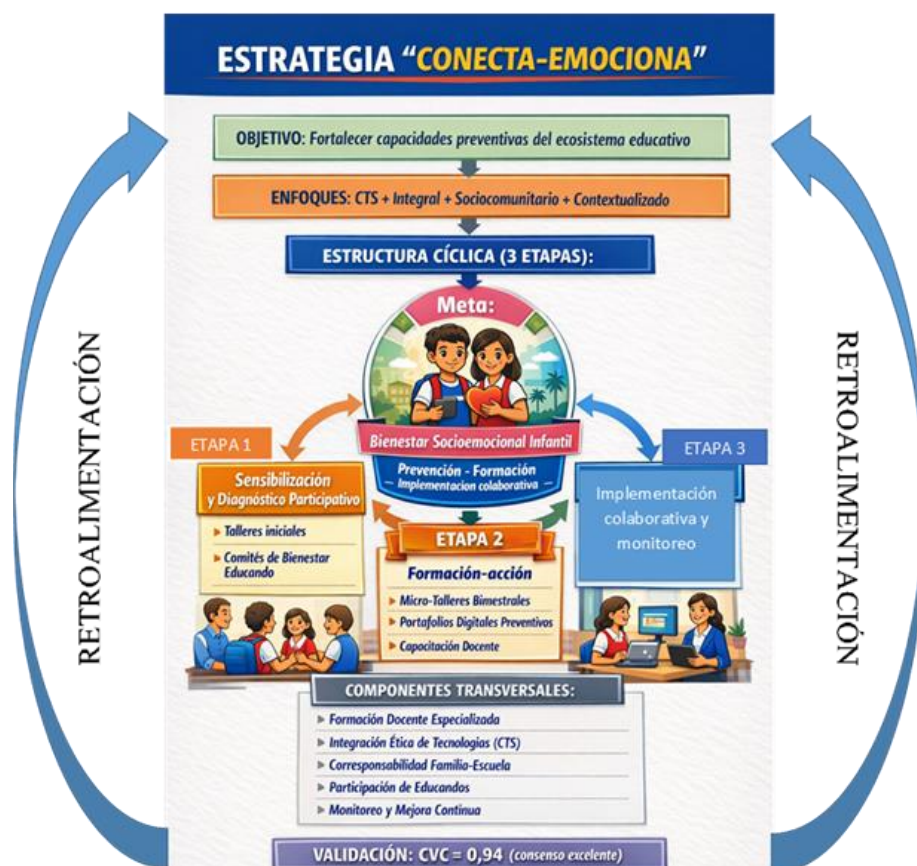 ESTRATEGIA “CONECTA-EMOCIONA”
OBJETIVO: Fortalecer capacidades preventivas del ecosistema educativo
ENFOQUES: CTS + Integral + Sociocomunitario + Contextualizado
ESTRUCTURA CÍCLICA (3 ETAPAS):
Meta:
Bienestar Socioemocional Infantil
Prevención - Formación
— Implementacion colaborativa —
RETROALIMENTACIÓN
ETAPA 1
Sensibilización
y Diagnóstico Participativo
Talleres iniciales
Comités de Bienestar
Educando
ETAPA 2
Formación-acción
Micro-Talleres Bimestrales
Portafolios Digitales Preventivos
Capacitación Docente
ETAPA 3
Implementación
colaborativa y
monitoreo
RETROALIMENTACIÓN
COMPONENTES TRANSVERSALES:
Formación Docente Especializada
Integración Ética de Tecnologías (CTS)
Corresponsabilidad Familia-Escuela
Participación de Educandos
Monitoreo y Mejora Continua
VALIDACIÓN: CVC = 0,94 (consenso excelente)